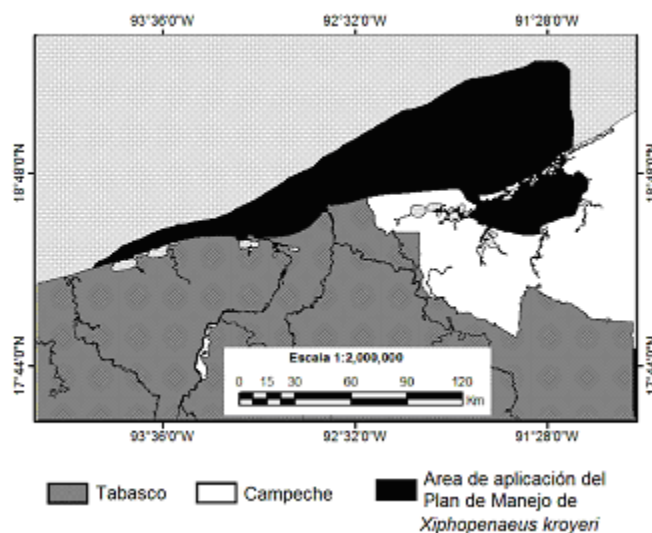 93°36'0"W 92°32'0"W 91°28'0"W
18°48'0"N 18°48'0"N
17°44'0"N 17°44'0"N
Escala 1:2,000,000
0 15 30 60 90 120
Km
93°36'0"W 92°32'0"W 91°28'0"W
Tabasco
Campeche
Area de aplicación del
Plan de Manejo de
Xiphopenaeus kroyeri